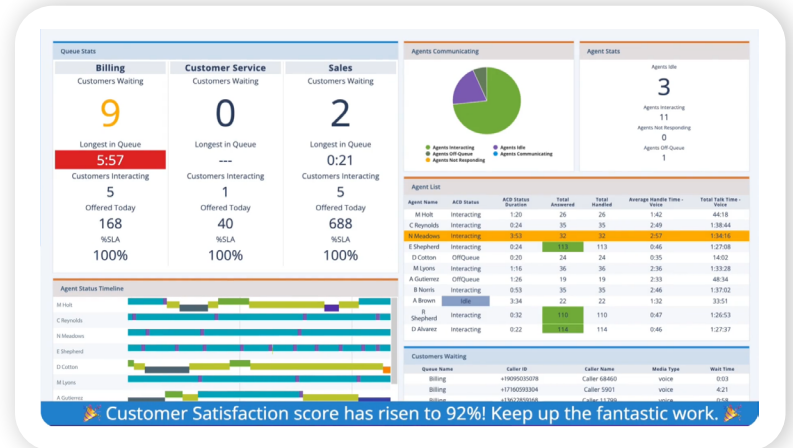 Queue Stats
Billing
Customers Waiting
9
Longest in Queue
5:57
Customers Interacting
5
Offered Today
168
%SLA
100%
Customer Service
Customers Waiting
0
Longest in Queue
---
Customers Interacting
1
Offered Today
40
%SLA
100%
Sales
Customers Waiting
2
Longest in Queue
0:21
Customers Interacting
5
Offered Today
688
%SLA
100%
Agents Communicating
Agents Interacting
Agents Idle
Agents Off-Queue
Agents Communicating
Agents Not Responding
Agent Stats
Agents Idle
3
Agents Interacting
11
Agents Not Responding
0
Agents Off-Queue
1
Agent List
Agent Name ACD Status ACD Status Duration Total Answered Total Handled Average Handle Time - Voice Total Talk Time - Voice
M Holt Interacting 1:20 26 26 1:42 44:18
C Reynolds Interacting 0:24 35 35 2:49 1:38:44
N Meadows Interacting 3:53 32 32 2:57 1:34:16
E Shepherd Interacting 0:24 113 113 0:46 1:27:08
D Cotton OffQueue 0:20 24 24 0:35 14:02
M Lyons Interacting 1:16 36 36 2:36 1:33:28
A Gutierrez OffQueue 1:26 19 19 2:33 48:34
B Norris Interacting 0:53 35 35 2:46 1:37:02
A Brown Idle 3:34 22 22 1:32 33:51
R Shepherd Interacting 0:32 110 110 0:47 1:26:53
D Alvarez Interacting 0:22 114 114 0:46 1:27:37
Agent Status Timeline
M Holt
C Reynolds
N Meadows
E Shepherd
D Cotton
M Lyons
A Gutierrez
Customers Waiting
Queue Name Caller ID Caller Name Media Type Wait Time
Billing +19095035078 Caller 68460 voice 0:03
Billing +17160593304 Caller 5901 voice 4:21
Billing Caller 11799 voice 0:58
🎉 Customer Satisfaction score has risen to 92%! Keep up the fantastic work. 🎉